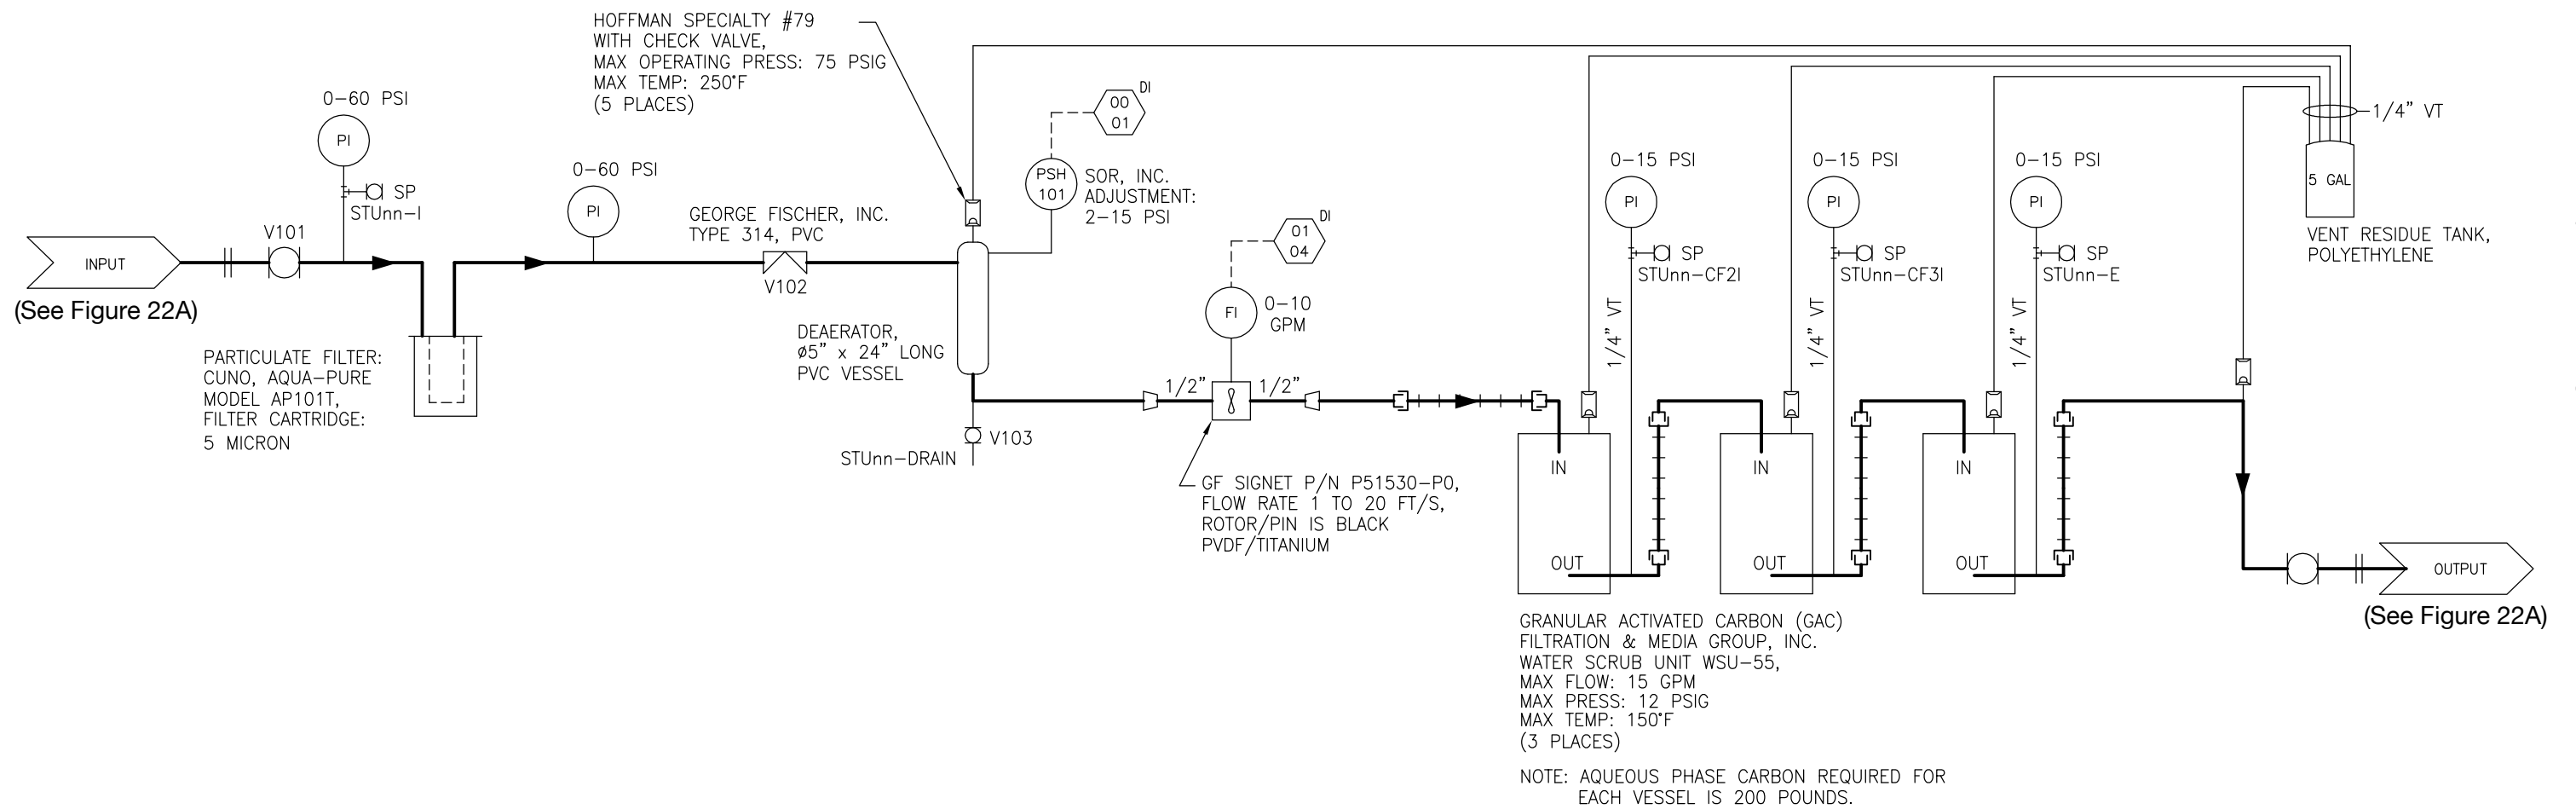 HOFFMAN SPECIALTY #79
WITH CHECK VALVE,
MAX OPERATING PRESS: 75 PSIG
MAX TEMP: 250°F
(5 PLACES)
0-60 PSI
PI
SP
STUnn-I
V101
INPUT
(See Figure 22A)
PARTICULATE FILTER:
CUNO, AQUA-PURE
MODEL AP101T,
FILTER CARTRIDGE:
5 MICRON
0-60 PSI
PI
GEORGE FISCHER, INC.
TYPE 314, PVC
V102
DEAERATOR,
ø5" x 24" LONG
PVC VESSEL
V103
STUnn-DRAIN
DI
00
01
PSH
101
SOR, INC.
ADJUSTMENT:
2-15 PSI
DI
01
04
FI
0-10
GPM
1/2"
1/2"
GF SIGNET P/N P51530-P0,
FLOW RATE 1 TO 20 FT/S,
ROTOR/PIN IS BLACK
PVDF/TITANIUM
0-15 PSI
PI
SP
STUnn-CF2I
1/4" VT
IN
OUT
0-15 PSI
PI
SP
STUnn-CF3I
1/4" VT
IN
OUT
0-15 PSI
PI
SP
STUnn-E
1/4" VT
IN
OUT
GRANULAR ACTIVATED CARBON (GAC)
FILTRATION & MEDIA GROUP, INC.
WATER SCRUB UNIT WSU-55,
MAX FLOW: 15 GPM
MAX PRESS: 12 PSIG
MAX TEMP: 150°F
(3 PLACES)
NOTE: AQUEOUS PHASE CARBON REQUIRED FOR
EACH VESSEL IS 200 POUNDS.
1/4" VT
5 GAL
VENT RESIDUE TANK,
POLYETHYLENE
OUTPUT
(See Figure 22A)